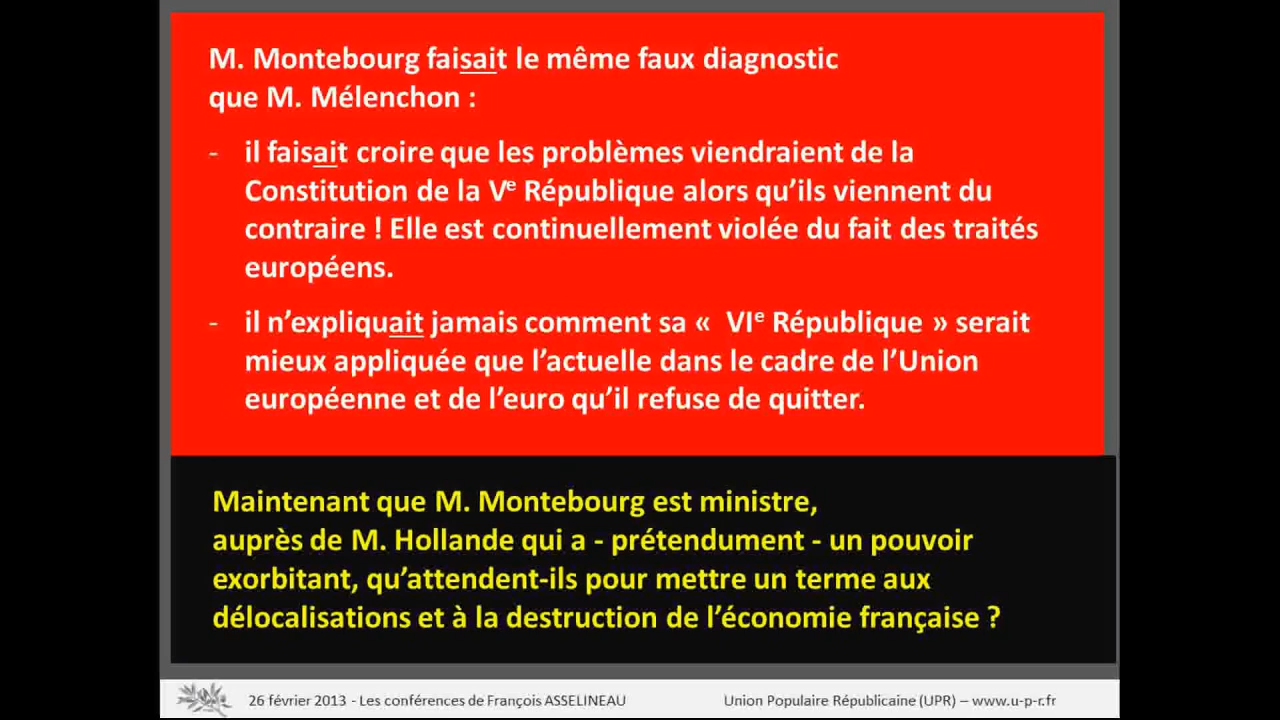 M. Montebourg faisait le même faux diagnostic
que M. Mélenchon :
- il faisait croire que les problèmes viendraient de la
Constitution de la Ve République alors qu’ils viennent du
contraire ! Elle est continuellement violée du fait des traités
européens.
- il n’expliquait jamais comment sa « VIe République » serait
mieux appliquée que l’actuelle dans le cadre de l’Union
européenne et de l’euro qu’il refuse de quitter.
Maintenant que M. Montebourg est ministre,
auprès de M. Hollande qui a - prétendument - un pouvoir
exorbitant, qu’attendent-ils pour mettre un terme aux
délocalisations et à la destruction de l’économie française ?
26 février 2013 - Les conférences de François ASSELINEAU Union Populaire Républicaine (UPR) – www.u-p-r.fr